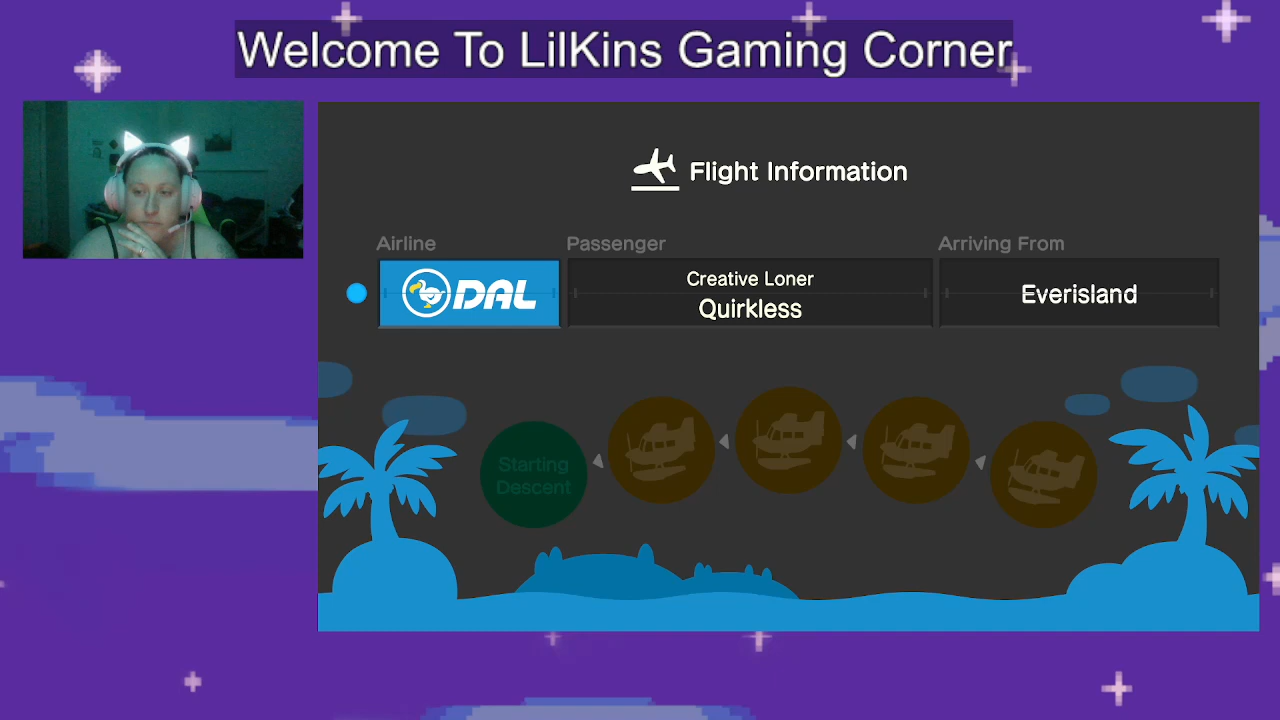 Welcome To LilKins Gaming Corner
Flight Information
Airline
Passenger
Arriving From
DAL
Creative Loner
Quirkless
Everisland
Starting
Descent